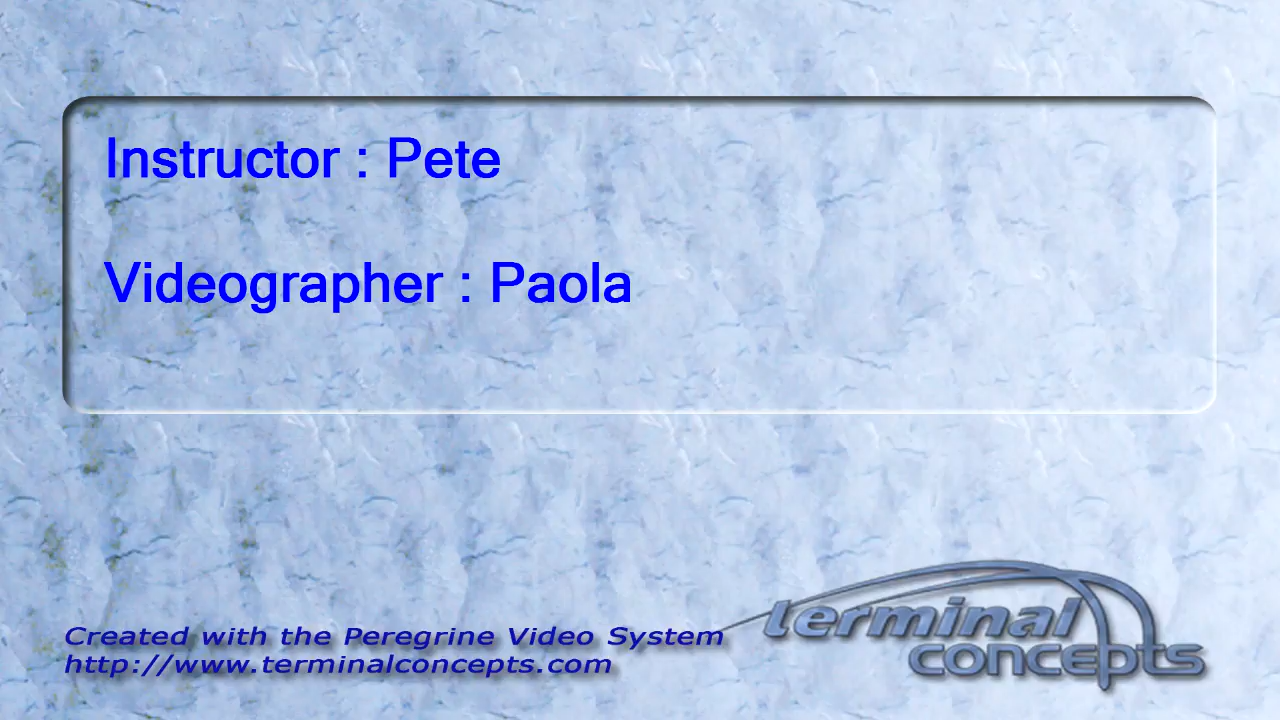 Instructor : Pete
Videographer : Paola
Created with the Peregrine Video System
http://www.terminalconcepts.com
terminal
concepts